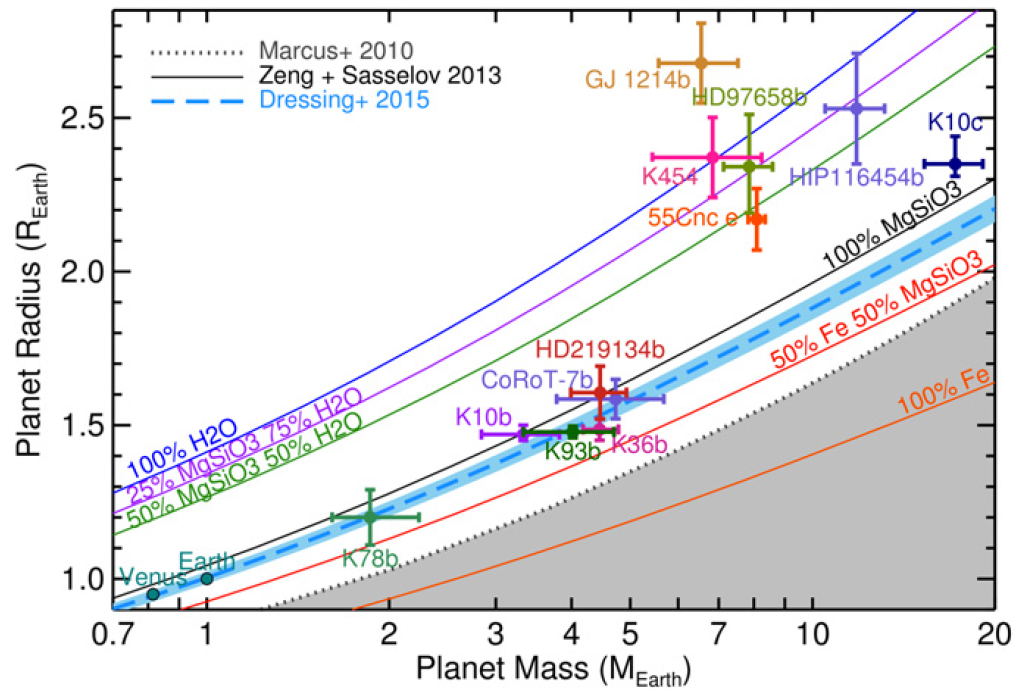 Marcus+ 2010
Zeng + Sasselov 2013
Dressing+ 2015
GJ 1214b
HD97658b
K10c
K454
HIP116454b
55Cnc e
100% MgSiO3
50% Fe 50% MgSiO3
100% Fe
HD219134b
CoRoT-7b
K10b
K93b
K36b
100% H2O
25% MgSiO3 75% H2O
50% MgSiO3 50% H2O
K78b
Earth
Venus
2.5
2.0
1.5
1.0
Planet Radius (REarth)
0.7 1 2 3 4 5 7 10 20
Planet Mass (MEarth)